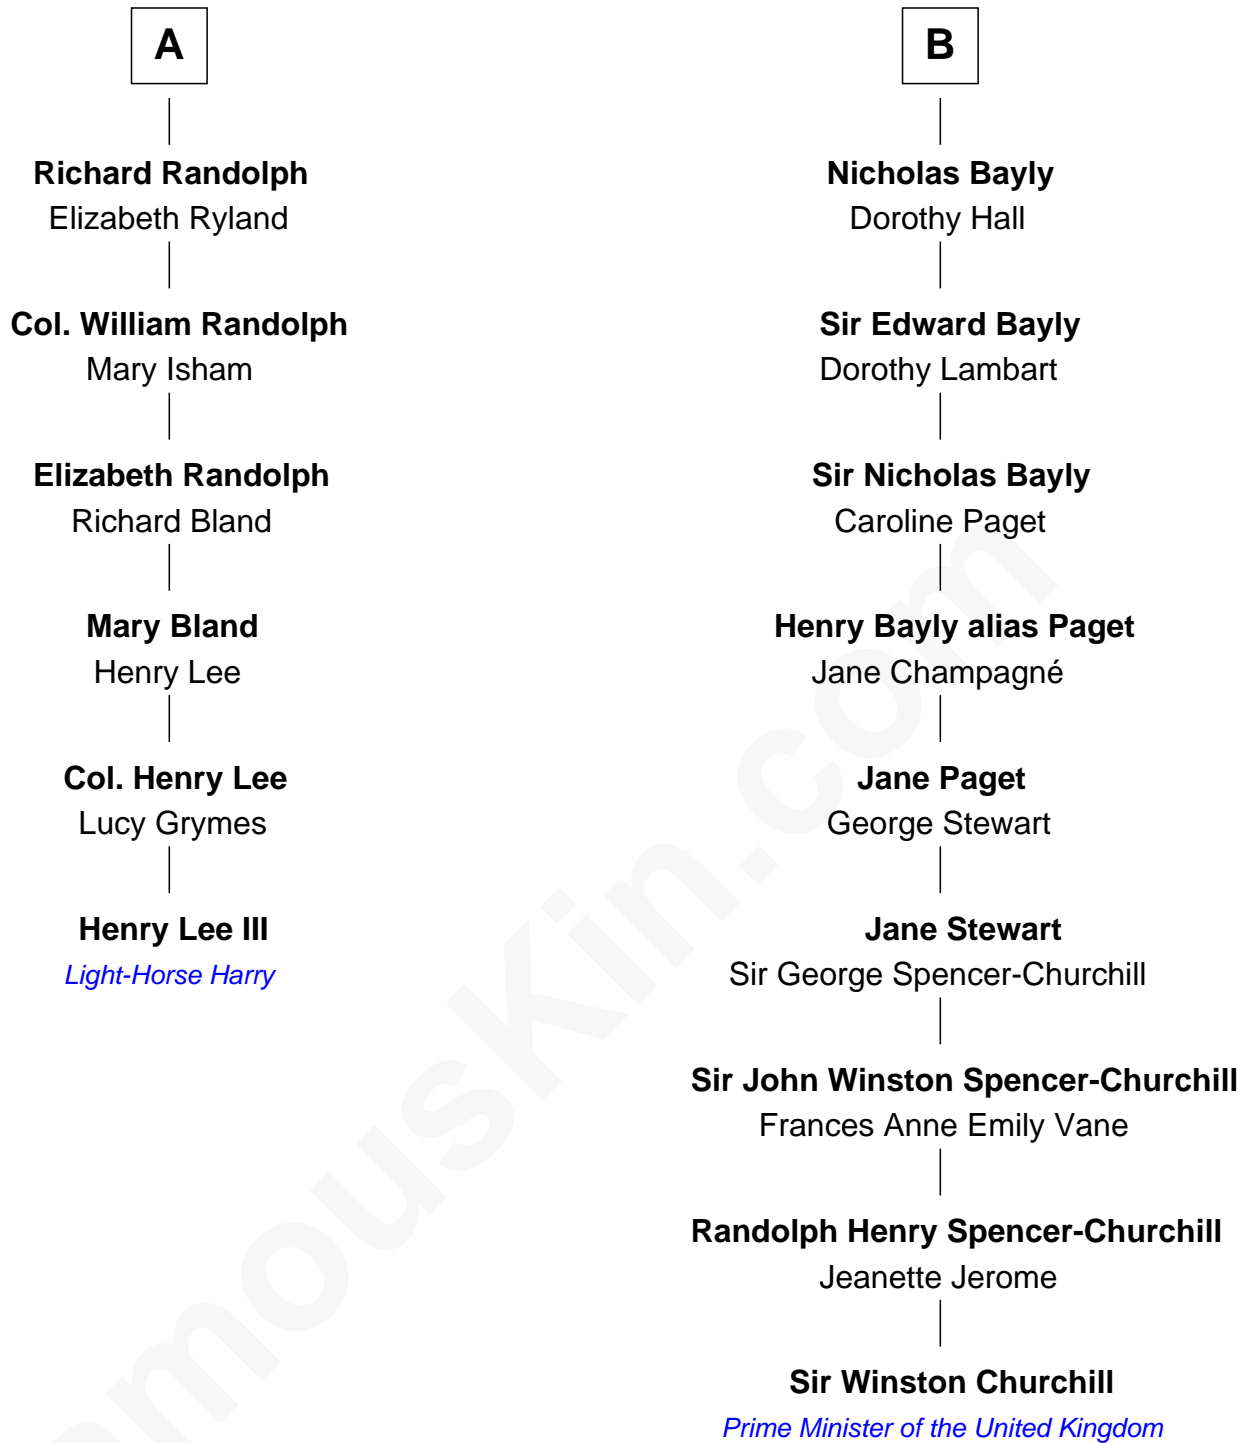 A
Richard Randolph
Elizabeth Ryland
Col. William Randolph
Mary Isham
Elizabeth Randolph
Richard Bland
Mary Bland
Henry Lee
Col. Henry Lee
Lucy Grymes
Henry Lee III
Light-Horse Harry
B
Nicholas Bayly
Dorothy Hall
Sir Edward Bayly
Dorothy Lambart
Sir Nicholas Bayly
Caroline Paget
Henry Bayly alias Paget
Jane Champagné
Jane Paget
George Stewart
Jane Stewart
Sir George Spencer-Churchill
Sir John Winston Spencer-Churchill
Frances Anne Emily Vane
Randolph Henry Spencer-Churchill
Jeanette Jerome
Sir Winston Churchill
Prime Minister of the United Kingdom
amousKin.com